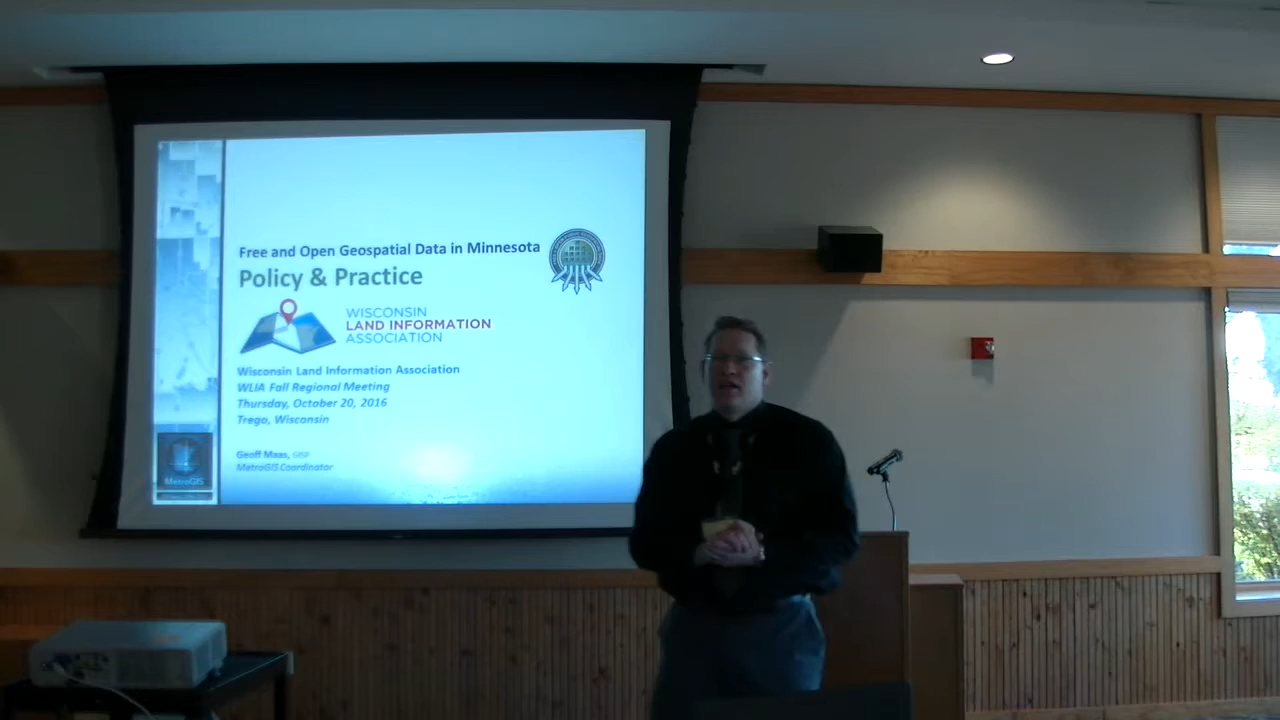 Free and Open Geospatial Data in Minnesota
Policy & Practice
WISCONSIN
LAND INFORMATION
ASSOCIATION
Wisconsin Land Information Association
WLIA Fall Regional Meeting
Thursday, October 20, 2016
Trego, Wisconsin
Geoff Maas, GISP
MetroGIS Coordinator
MetroGIS